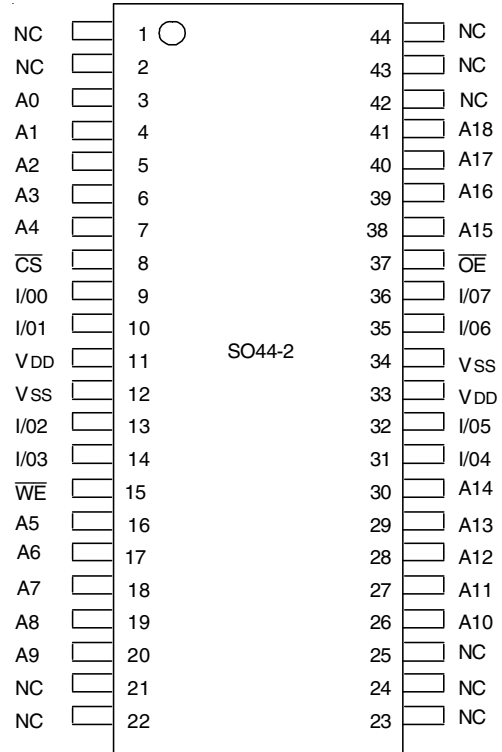 NC 1 44 NC
NC 2 43 NC
A0 3 42 NC
A1 4 41 A18
A2 5 40 A17
A3 6 39 A16
A4 7 38 A15
C̅S̅ 8 37 O̅E̅
I/00 9 36 I/07
I/01 10 35 I/06
VDD 11 SO44-2 34 VSS
VSS 12 33 VDD
I/02 13 32 I/05
I/03 14 31 I/04
W̅E̅ 15 30 A14
A5 16 29 A13
A6 17 28 A12
A7 18 27 A11
A8 19 26 A10
A9 20 25 NC
NC 21 24 NC
NC 22 23 NC